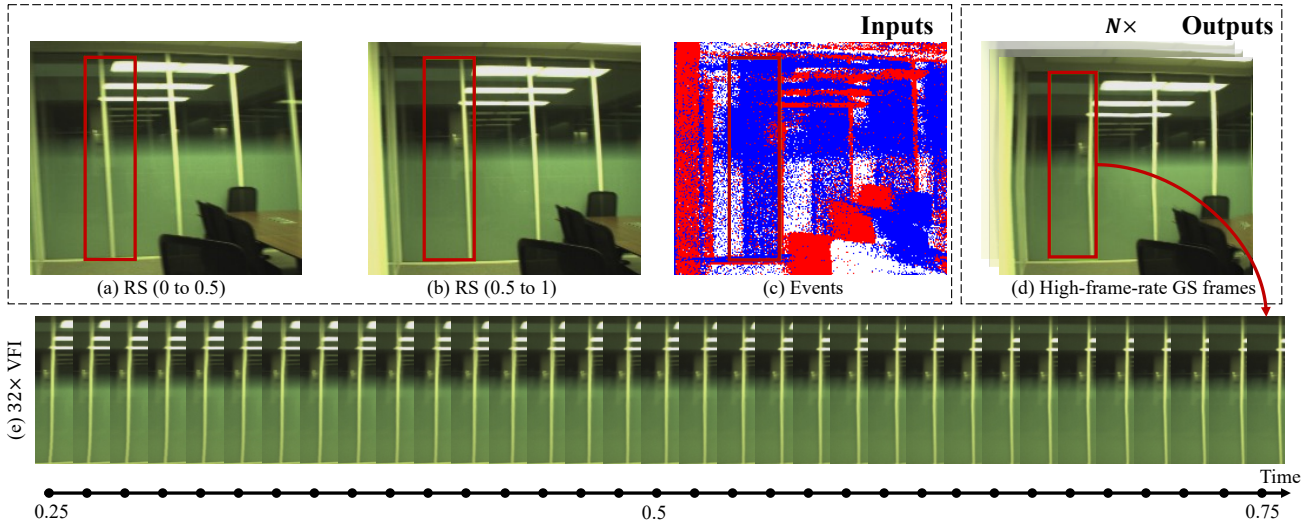 Inputs
N× Outputs
(a) RS (0 to 0.5)
(b) RS (0.5 to 1)
(c) Events
(d) High-frame-rate GS frames
(e) 32× VFI
Time
0.25
0.5
0.75